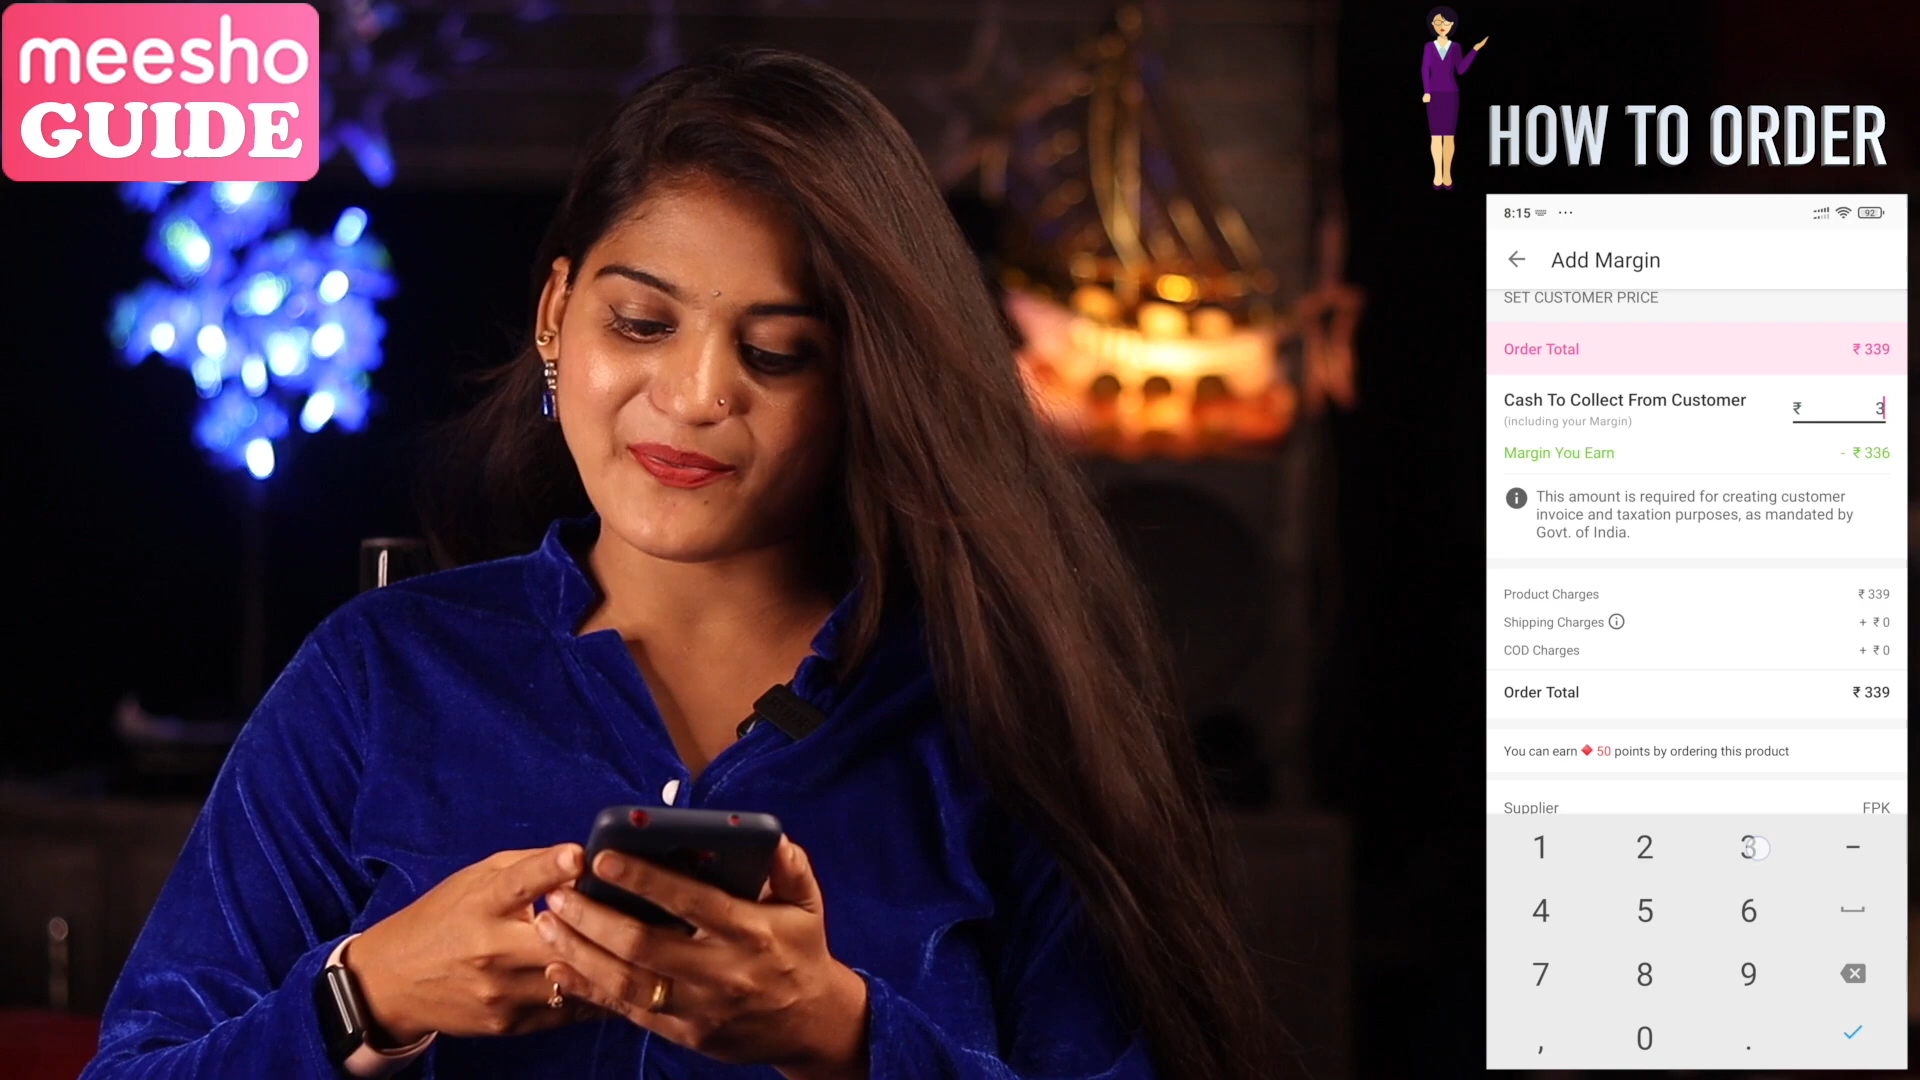 meesho
GUIDE
HOW TO ORDER
8:15 ...
92
Add Margin
SET CUSTOMER PRICE
Order Total ₹ 339
Cash To Collect From Customer ₹ 3
(including your Margin)
Margin You Earn - ₹ 336
This amount is required for creating customer
invoice and taxation purposes, as mandated by
Govt. of India.
Product Charges ₹ 339
Shipping Charges + ₹ 0
COD Charges + ₹ 0
Order Total ₹ 339
You can earn 50 points by ordering this product
Supplier FPK
1 2 3 -
4 5 6
7 8 9
, 0 .